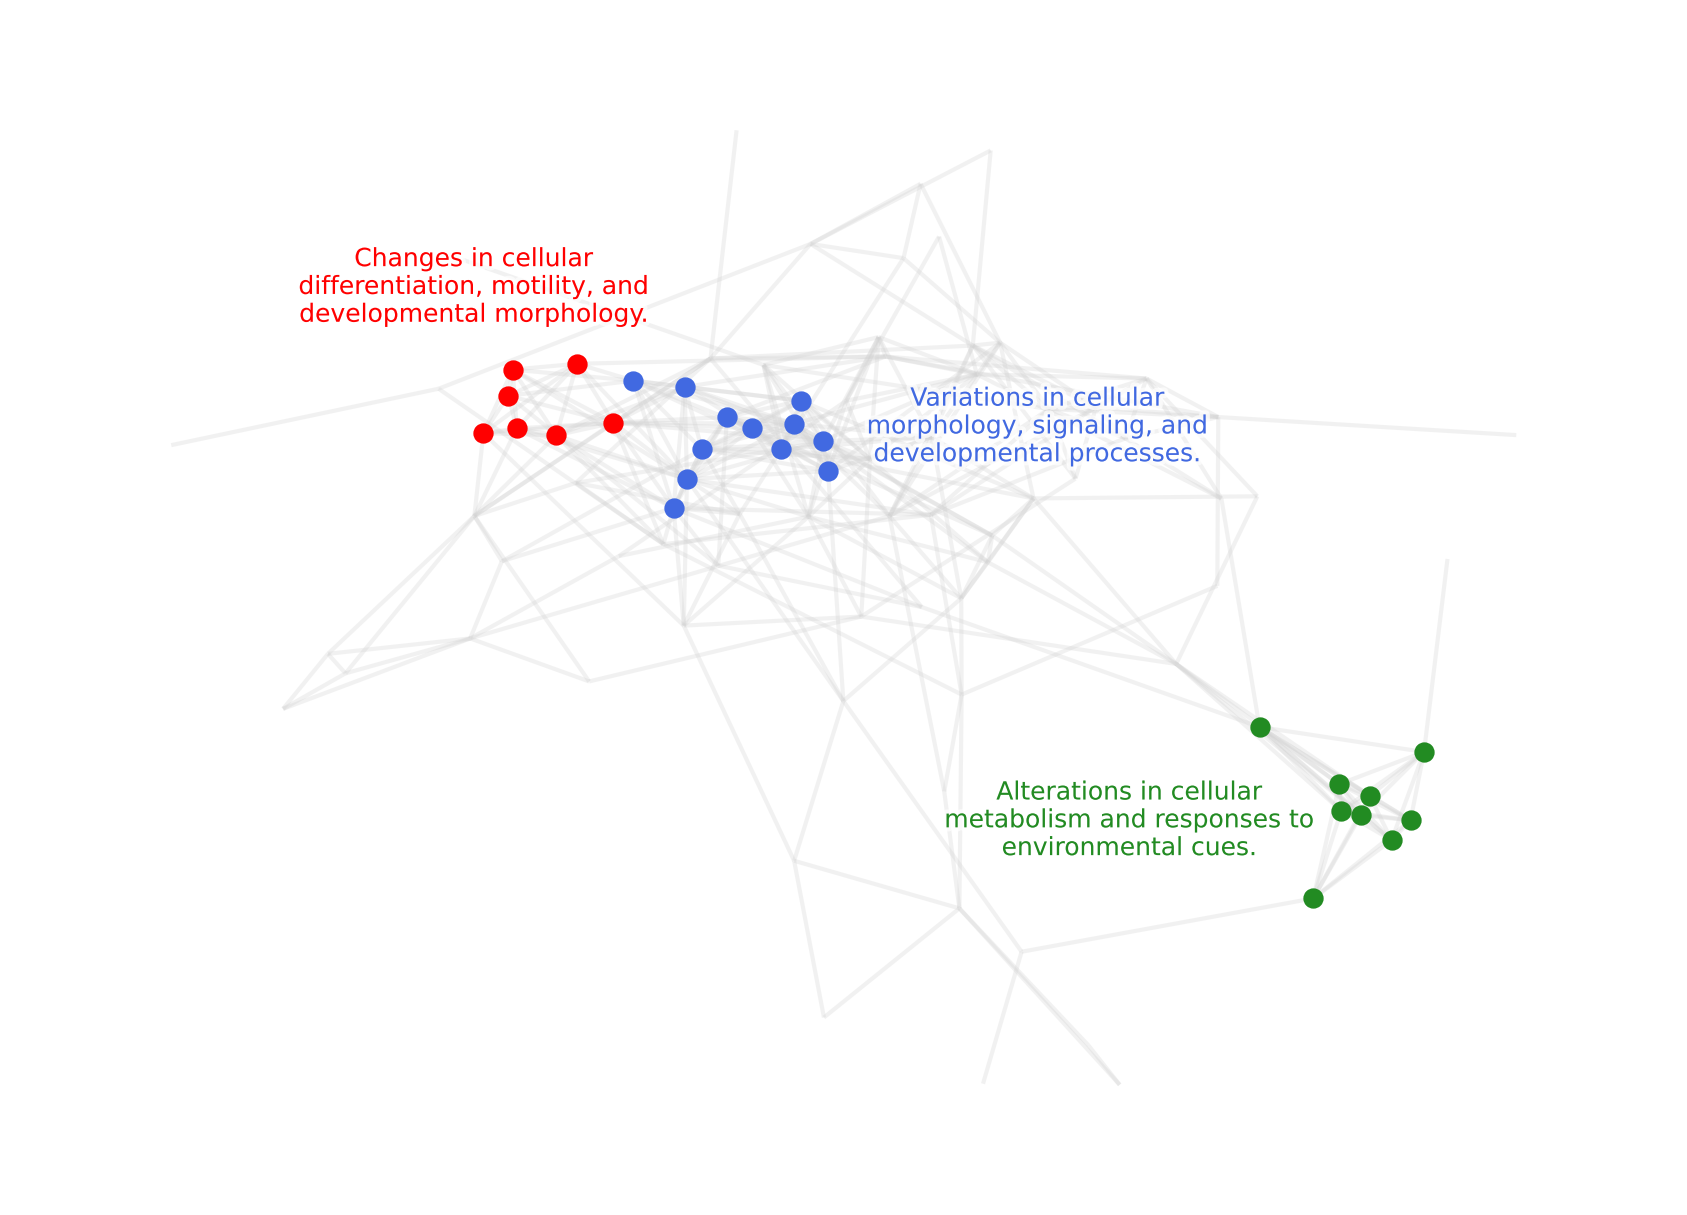 Changes in cellular
differentiation, motility, and
developmental morphology.
Variations in cellular
morphology, signaling, and
developmental processes.
Alterations in cellular
metabolism and responses to
environmental cues.